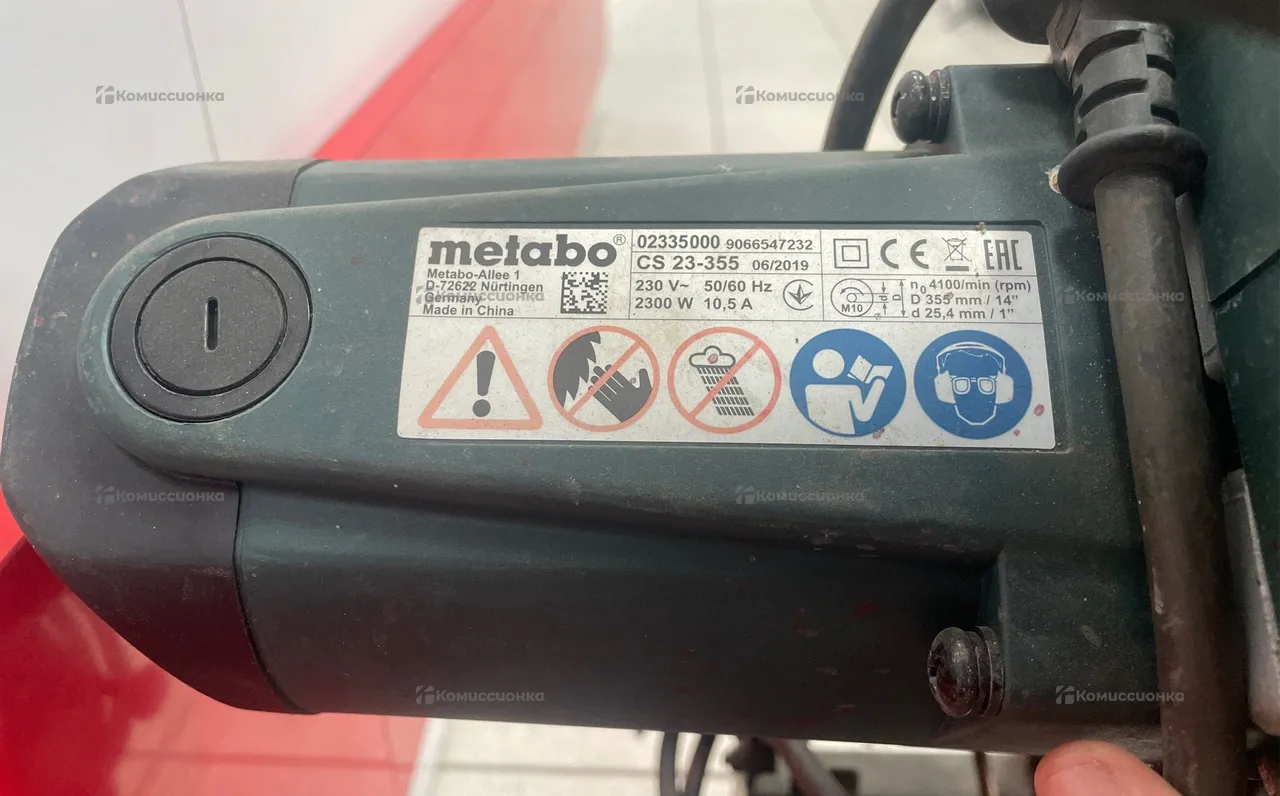 metabo®
Metabo-Allee 1
D-72622 Nürtingen
Germany
Made in China
02335000 9066547232
CS 23-355 06/2019
230 V~ 50/60 Hz
2300 W 10,5 A
CE EAC
M10
d D
n₀ 4100/min (rpm)
D 355 mm / 14"
d 25,4 mm / 1"
Комиссионка
Комиссионка
Комиссионка
Комиссионка
Комиссионка
Комиссионка
Комиссионка
Комиссионка